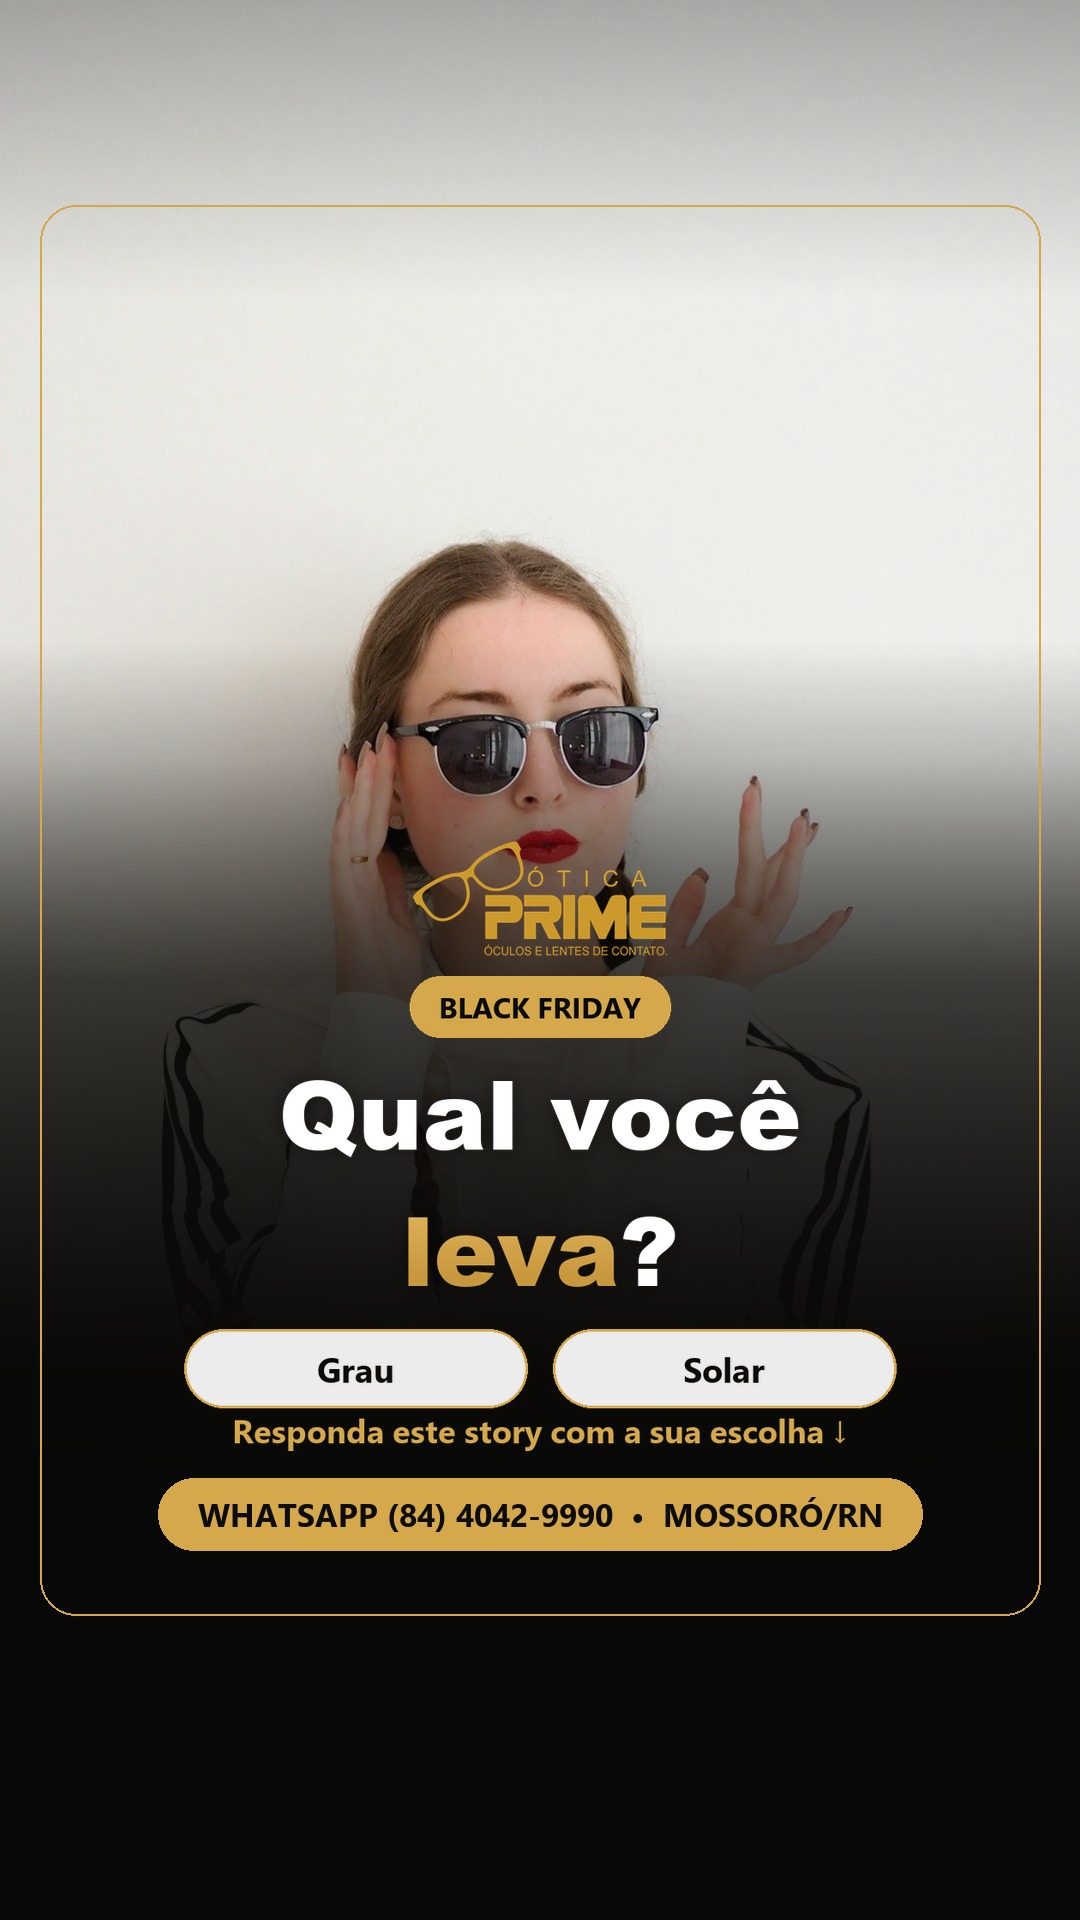 ÓTICA
PRIME
ÓCULOS E LENTES DE CONTATO.
BLACK FRIDAY
Qual você
leva?
Grau Solar
Responda este story com a sua escolha ↓
WHATSAPP (84) 4042-9990 • MOSSORÓ/RN